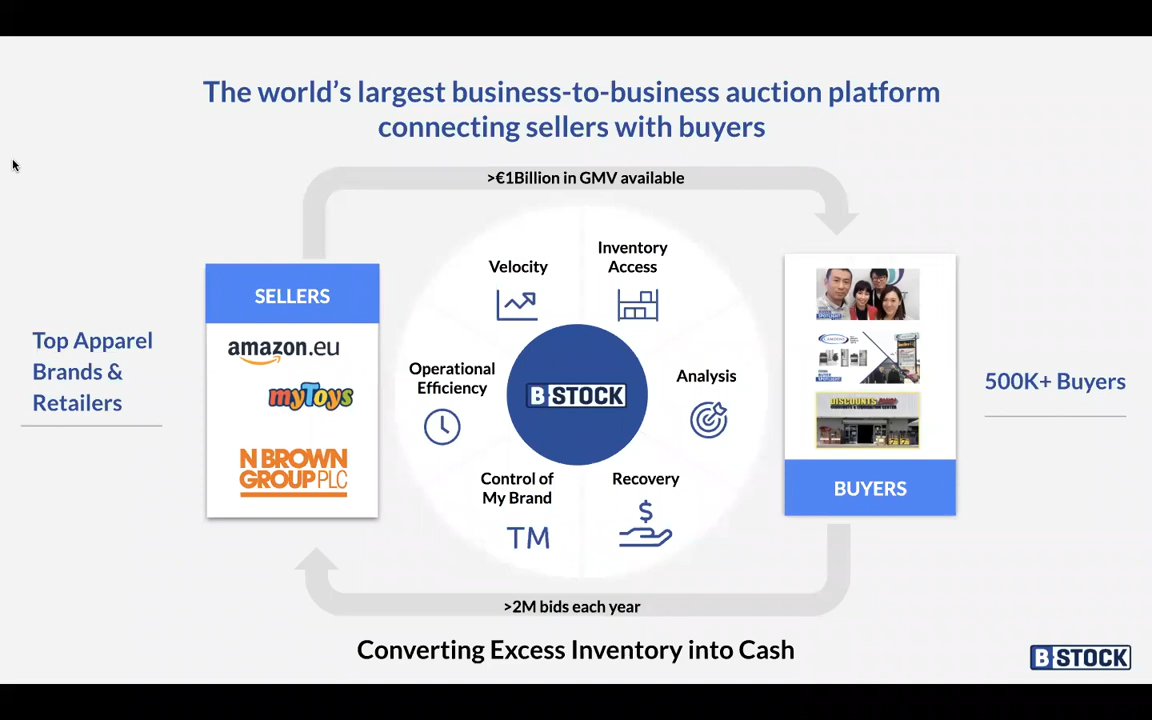 The world's largest business-to-business auction platform
connecting sellers with buyers
>€1Billion in GMV available
Inventory
Access
Velocity
SELLERS
amazon.eu
myToys
N BROWN
GROUP PLC
Top Apparel
Brands &
Retailers
Operational
Efficiency
B STOCK
Analysis
Control of
My Brand
TM
Recovery
$
DISCOUNTS
BUYERS
500K+ Buyers
>2M bids each year
Converting Excess Inventory into Cash
B STOCK